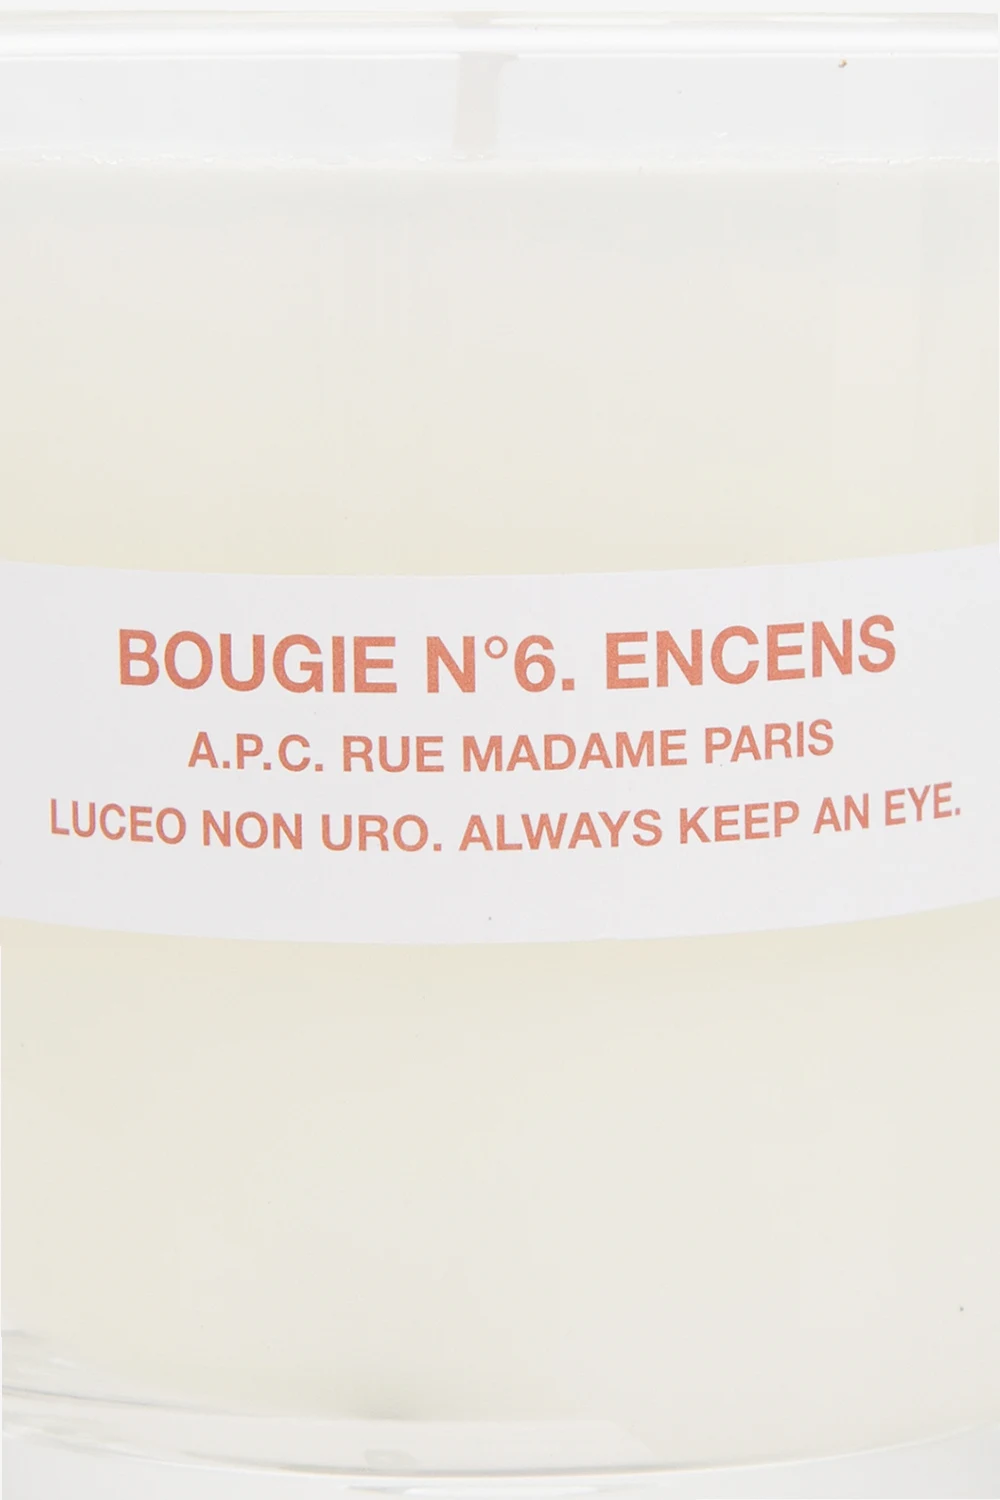 BOUGIE N°6. ENCENS
A.P.C. RUE MADAME PARIS
LUCEO NON URO. ALWAYS KEEP AN EYE.